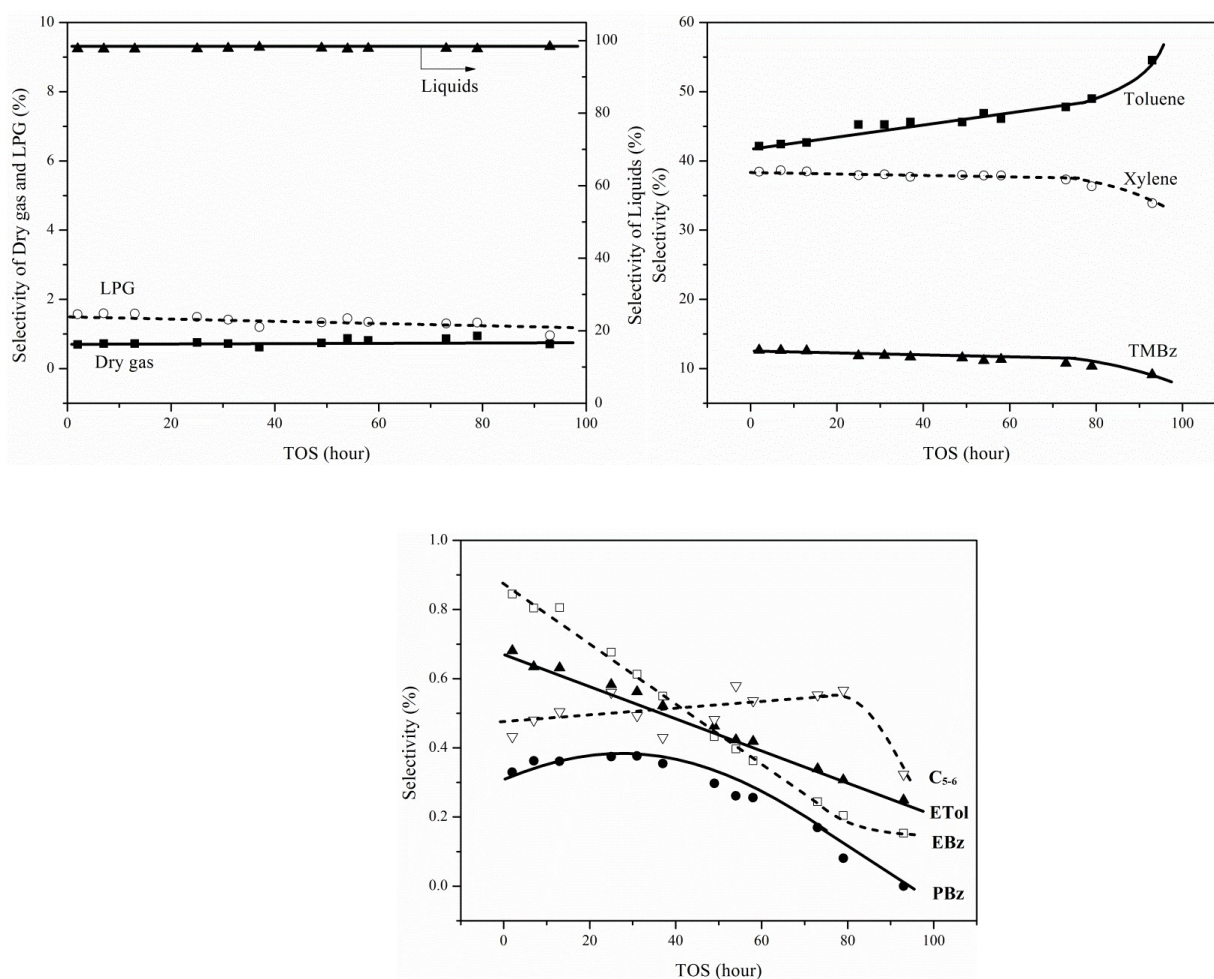 Selectivity of Dry gas and LPG (%)
10
8
6
4
2
0
Liquids
LPG
Dry gas
100
80
60
40
20
0
Selectivity of Liquids (%)
0 20 40 60 80 100
TOS (hour)
Selectivity (%)
60
50
40
30
20
10
Toluene
Xylene
TMBz
0 20 40 60 80 100
TOS (hour)
Selectivity (%)
1.0
0.8
0.6
0.4
0.2
0.0
C₅₋₆
ETol
EBz
PBz
0 20 40 60 80 100
TOS (hour)